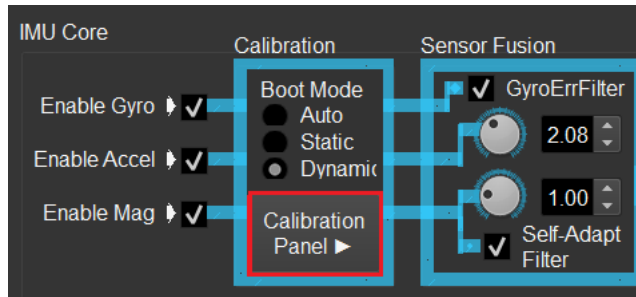 IMU Core
Calibration
Sensor Fusion
Enable Gyro
Enable Accel
Enable Mag
Boot Mode
Auto
Static
Dynamic
Calibration
Panel ►
GyroErrFilter
2.08
1.00
Self-Adapt
Filter